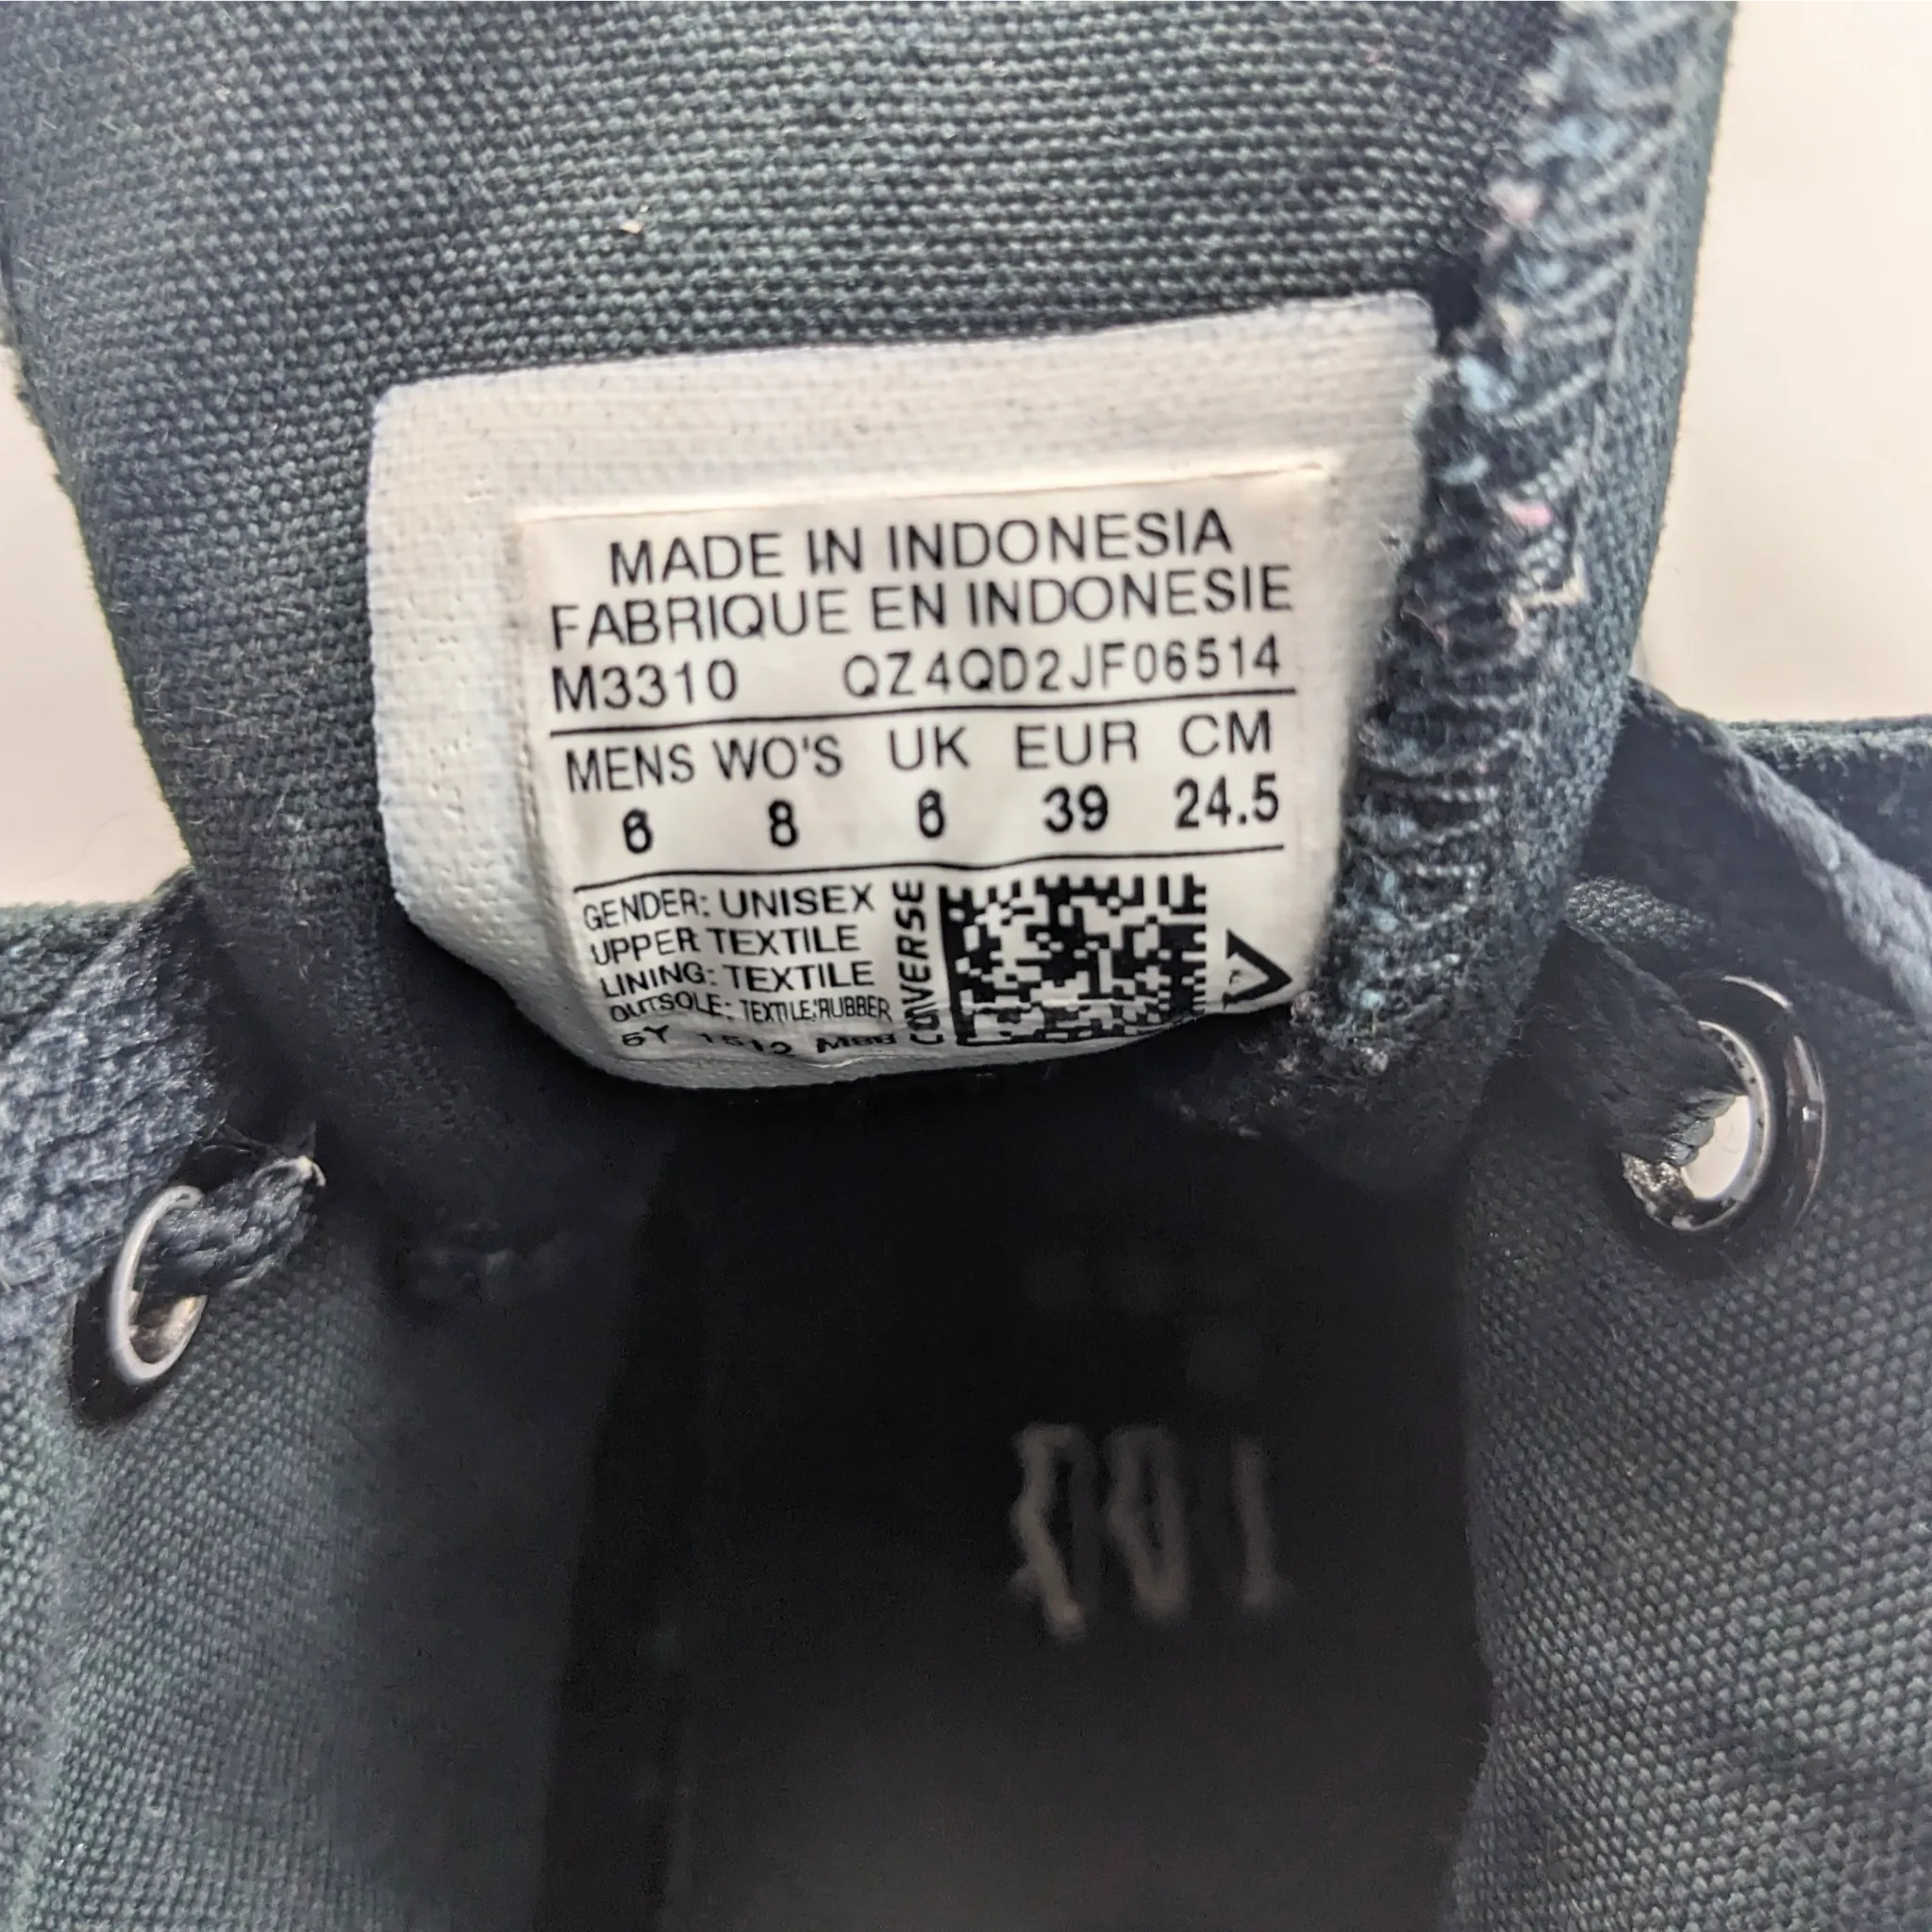 MADE IN INDONESIA
FABRIQUE EN INDONESIE
M3310 QZ4QD2JF06514
MENS WO'S UK EUR CM
6 8 6 39 24.5
GENDER: UNISEX
UPPER TEXTILE
LINING: TEXTILE
OUTSOLE: TEXTILE/RUBBER
CONVERSE